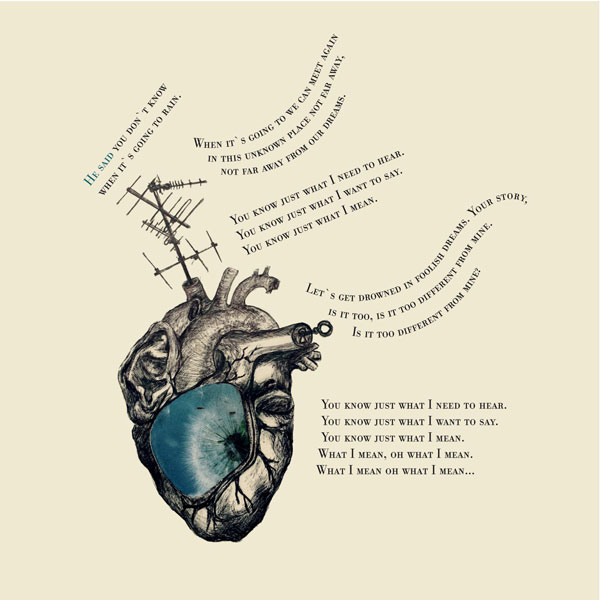 He said you don`t know
when it`s going to rain.
When it`s going to we can meet again
in this unknown place not far away,
not far away from our dreams.
You know just what I need to hear.
You know just what I want to say.
You know just what I mean.
Let`s get drowned in foolish dreams. Your story,
is it too, is it too different from mine.
Is it too different from mine?
You know just what I need to hear.
You know just what I want to say.
You know just what I mean.
What I mean, oh what I mean.
What I mean oh what I mean...